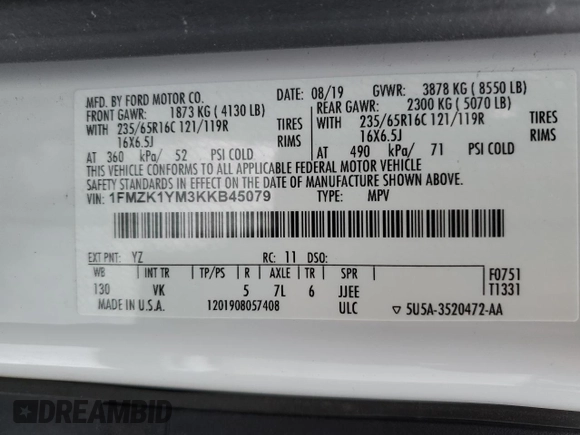 MFD. BY FORD MOTOR CO.
DATE: 08/19 GVWR: 3878 KG ( 8550 LB)
FRONT GAWR: 1873 KG ( 4130 LB)
REAR GAWR: 2300 KG ( 5070 LB)
WITH 235/65R16C 121/119R TIRES
WITH 235/65R16C 121/119R TIRES
16X6.5J RIMS
16X6.5J RIMS
AT 360 kPa/ 52 PSI COLD
AT 490 kPa/ 71 PSI COLD
THIS VEHICLE CONFORMS TO ALL APPLICABLE FEDERAL MOTOR VEHICLE
SAFETY STANDARDS IN EFFECT ON THE DATE OF MANUFACTURE SHOWN ABOVE.
VIN: 1FMZK1YM3KKB45079 TYPE: MPV
EXT PNT: YZ RC: 11 DSO: F0751
WB INT TR TP/PS R AXLE TR SPR T1331
130 VK 5 7L 6 JJEE
MADE IN U.S.A. 1201908057408 ULC ▽ 5U5A-3520472-AA
DREAMBID